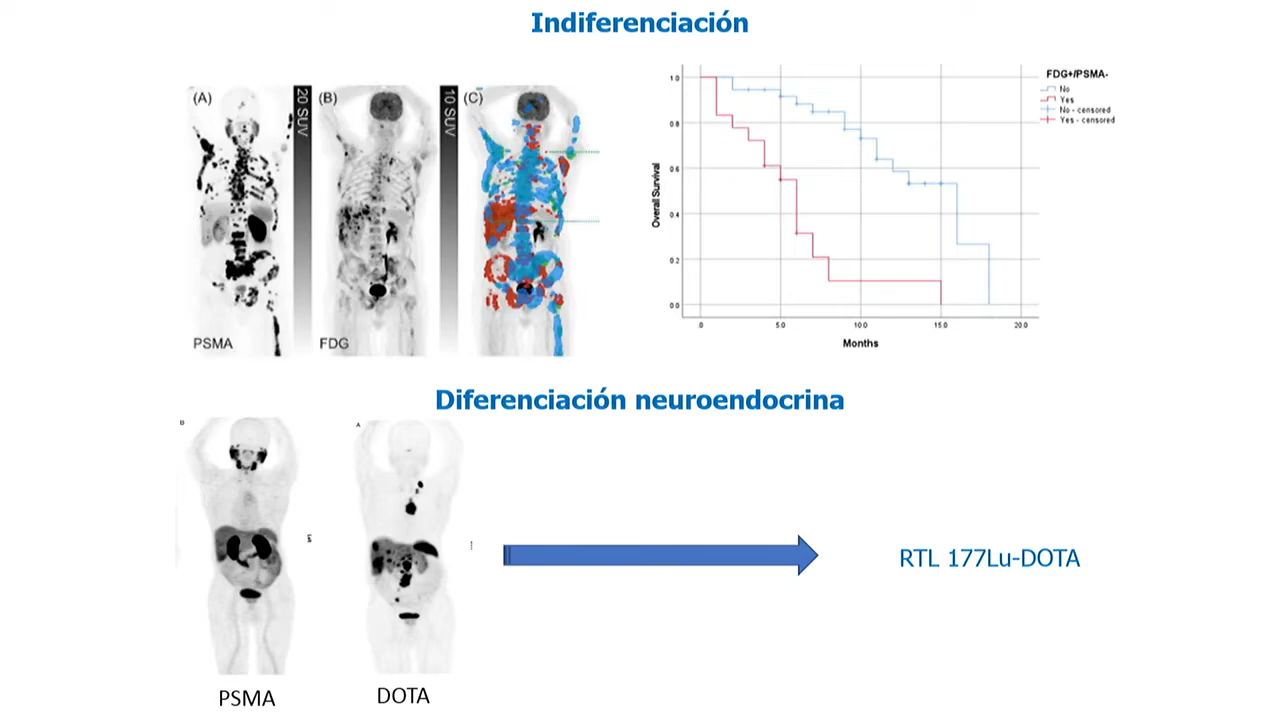 Indiferenciación
(A)
20 SUV
(B)
10 SUV
(C)
PSMA
FDG
Overall Survival
1.0
0.8
0.6
0.4
0.2
0.0
.0
5.0
10.0
15.0
20.0
Months
FDG+/PSMA-
No
Yes
No - censored
Yes - censored
Diferenciación neuroendocrina
B
A
PSMA
DOTA
RTL 177Lu-DOTA